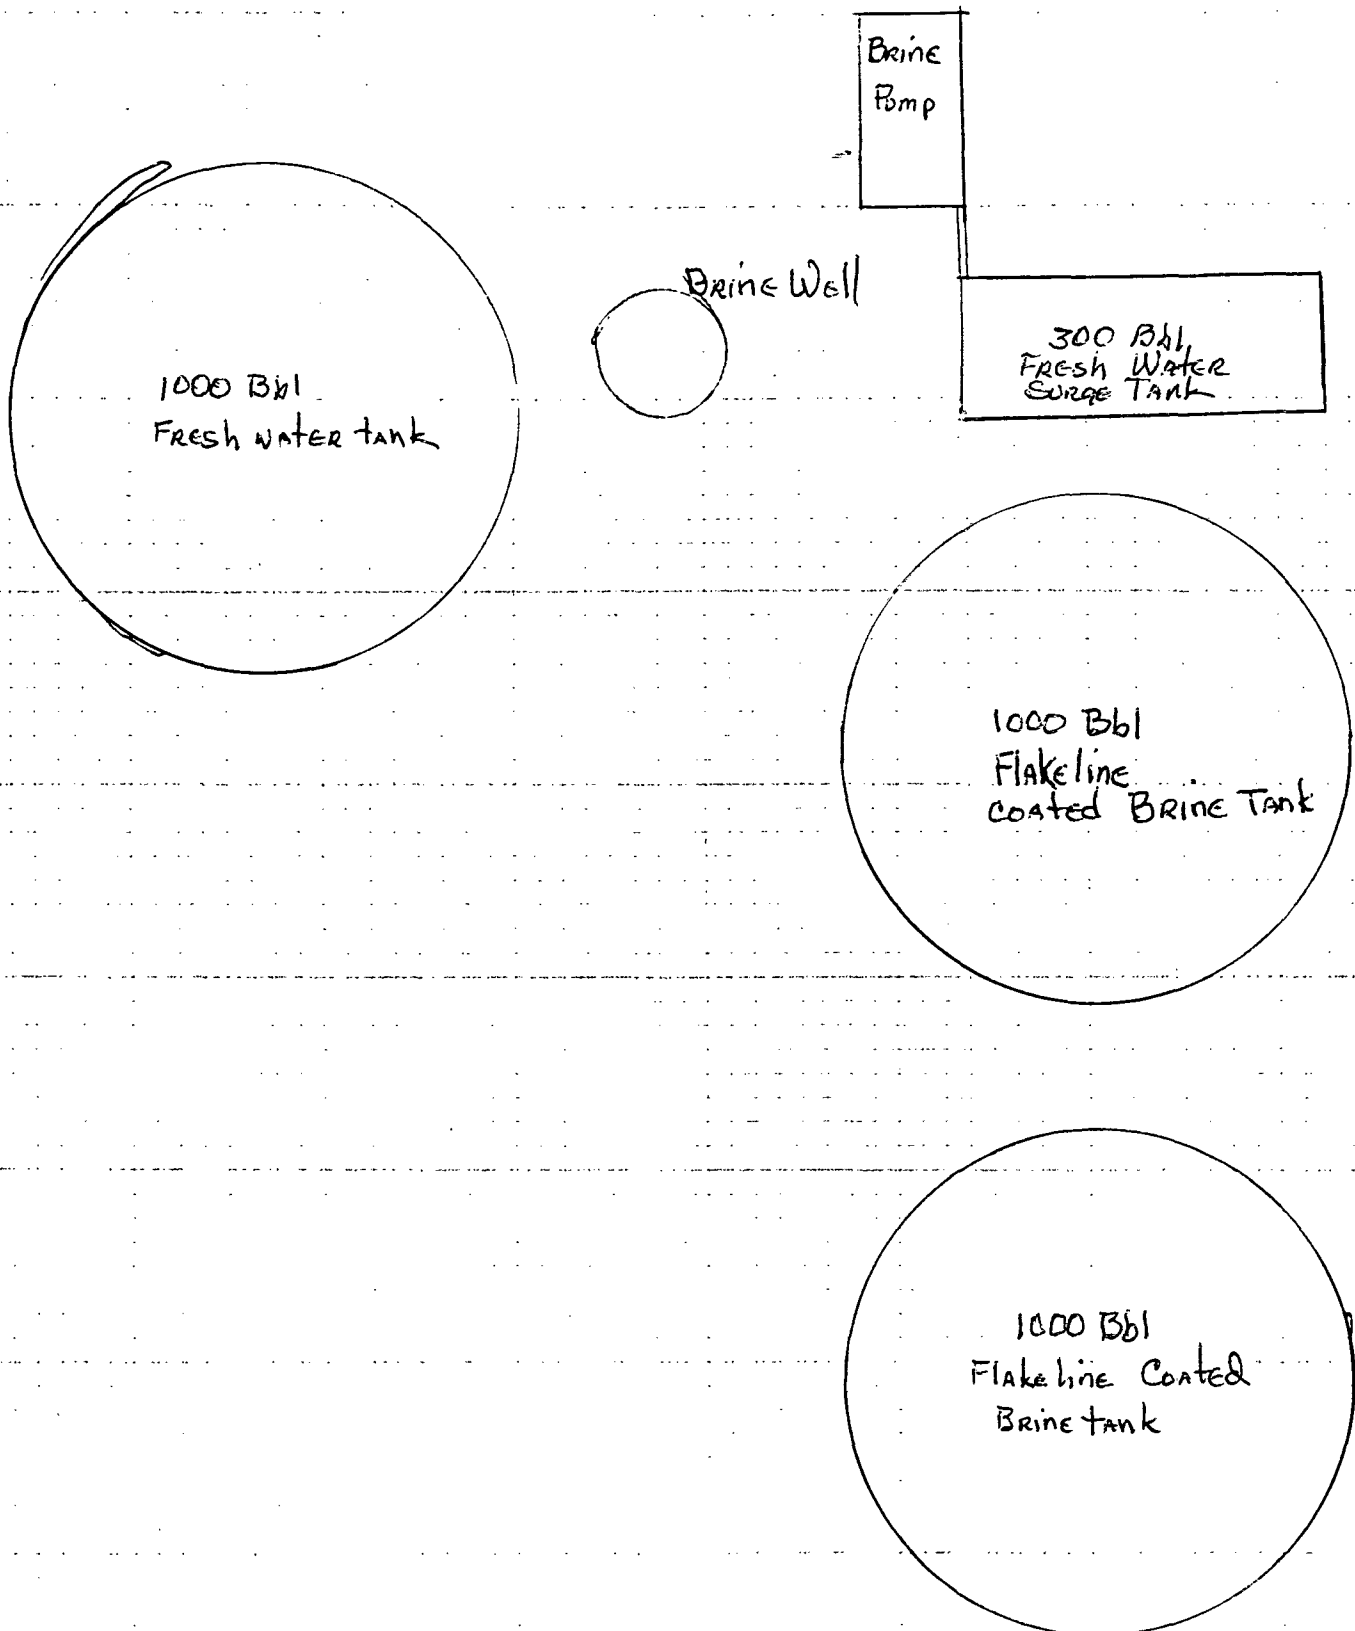 Brine
Pump
Brine Well
300 Bbl
Fresh Water
Surge Tank
1000 Bbl
Fresh water tank
1000 Bbl
Flakeline
coated Brine Tank
1000 Bbl
Flakeline Coated
Brine tank